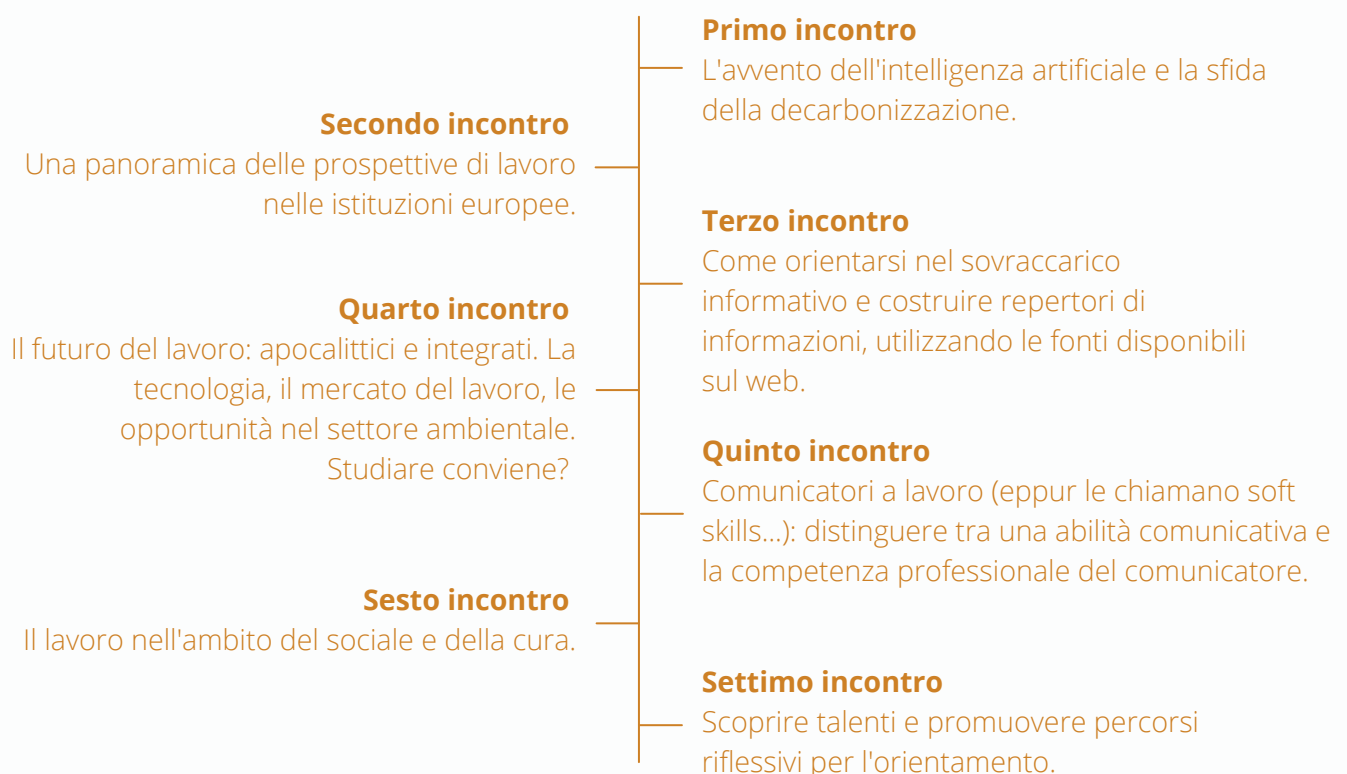 Primo incontro
L'avvento dell'intelligenza artificiale e la sfida
della decarbonizzazione.
Secondo incontro
Una panoramica delle prospettive di lavoro
nelle istituzioni europee.
Terzo incontro
Come orientarsi nel sovraccarico
informativo e costruire repertori di
informazioni, utilizzando le fonti disponibili
sul web.
Quarto incontro
Il futuro del lavoro: apocalittici e integrati. La
tecnologia, il mercato del lavoro, le
opportunità nel settore ambientale.
Studiare conviene?
Quinto incontro
Comunicatori a lavoro (eppur le chiamano soft
skills...): distinguere tra una abilità comunicativa e
la competenza professionale del comunicatore.
Sesto incontro
Il lavoro nell'ambito del sociale e della cura.
Settimo incontro
Scoprire talenti e promuovere percorsi
riflessivi per l'orientamento.